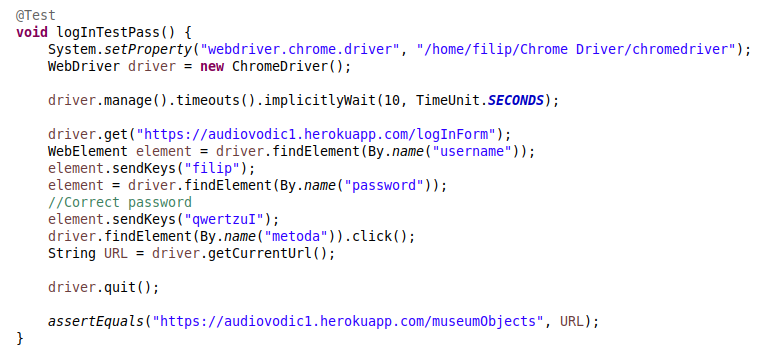 @Test
void logInTestPass() {
System.setProperty("webdriver.chrome.driver", "/home/filip/Chrome Driver/chromedriver");
WebDriver driver = new ChromeDriver();
driver.manage().timeouts().implicitlyWait(10, TimeUnit.SECONDS);
driver.get("https://audiovodic1.herokuapp.com/logInForm");
WebElement element = driver.findElement(By.name("username"));
element.sendKeys("filip");
element = driver.findElement(By.name("password"));
//Correct password
element.sendKeys("qwertzuI");
driver.findElement(By.name("metoda")).click();
String URL = driver.getCurrentUrl();
driver.quit();
assertEquals("https://audiovodic1.herokuapp.com/museumObjects", URL);
}